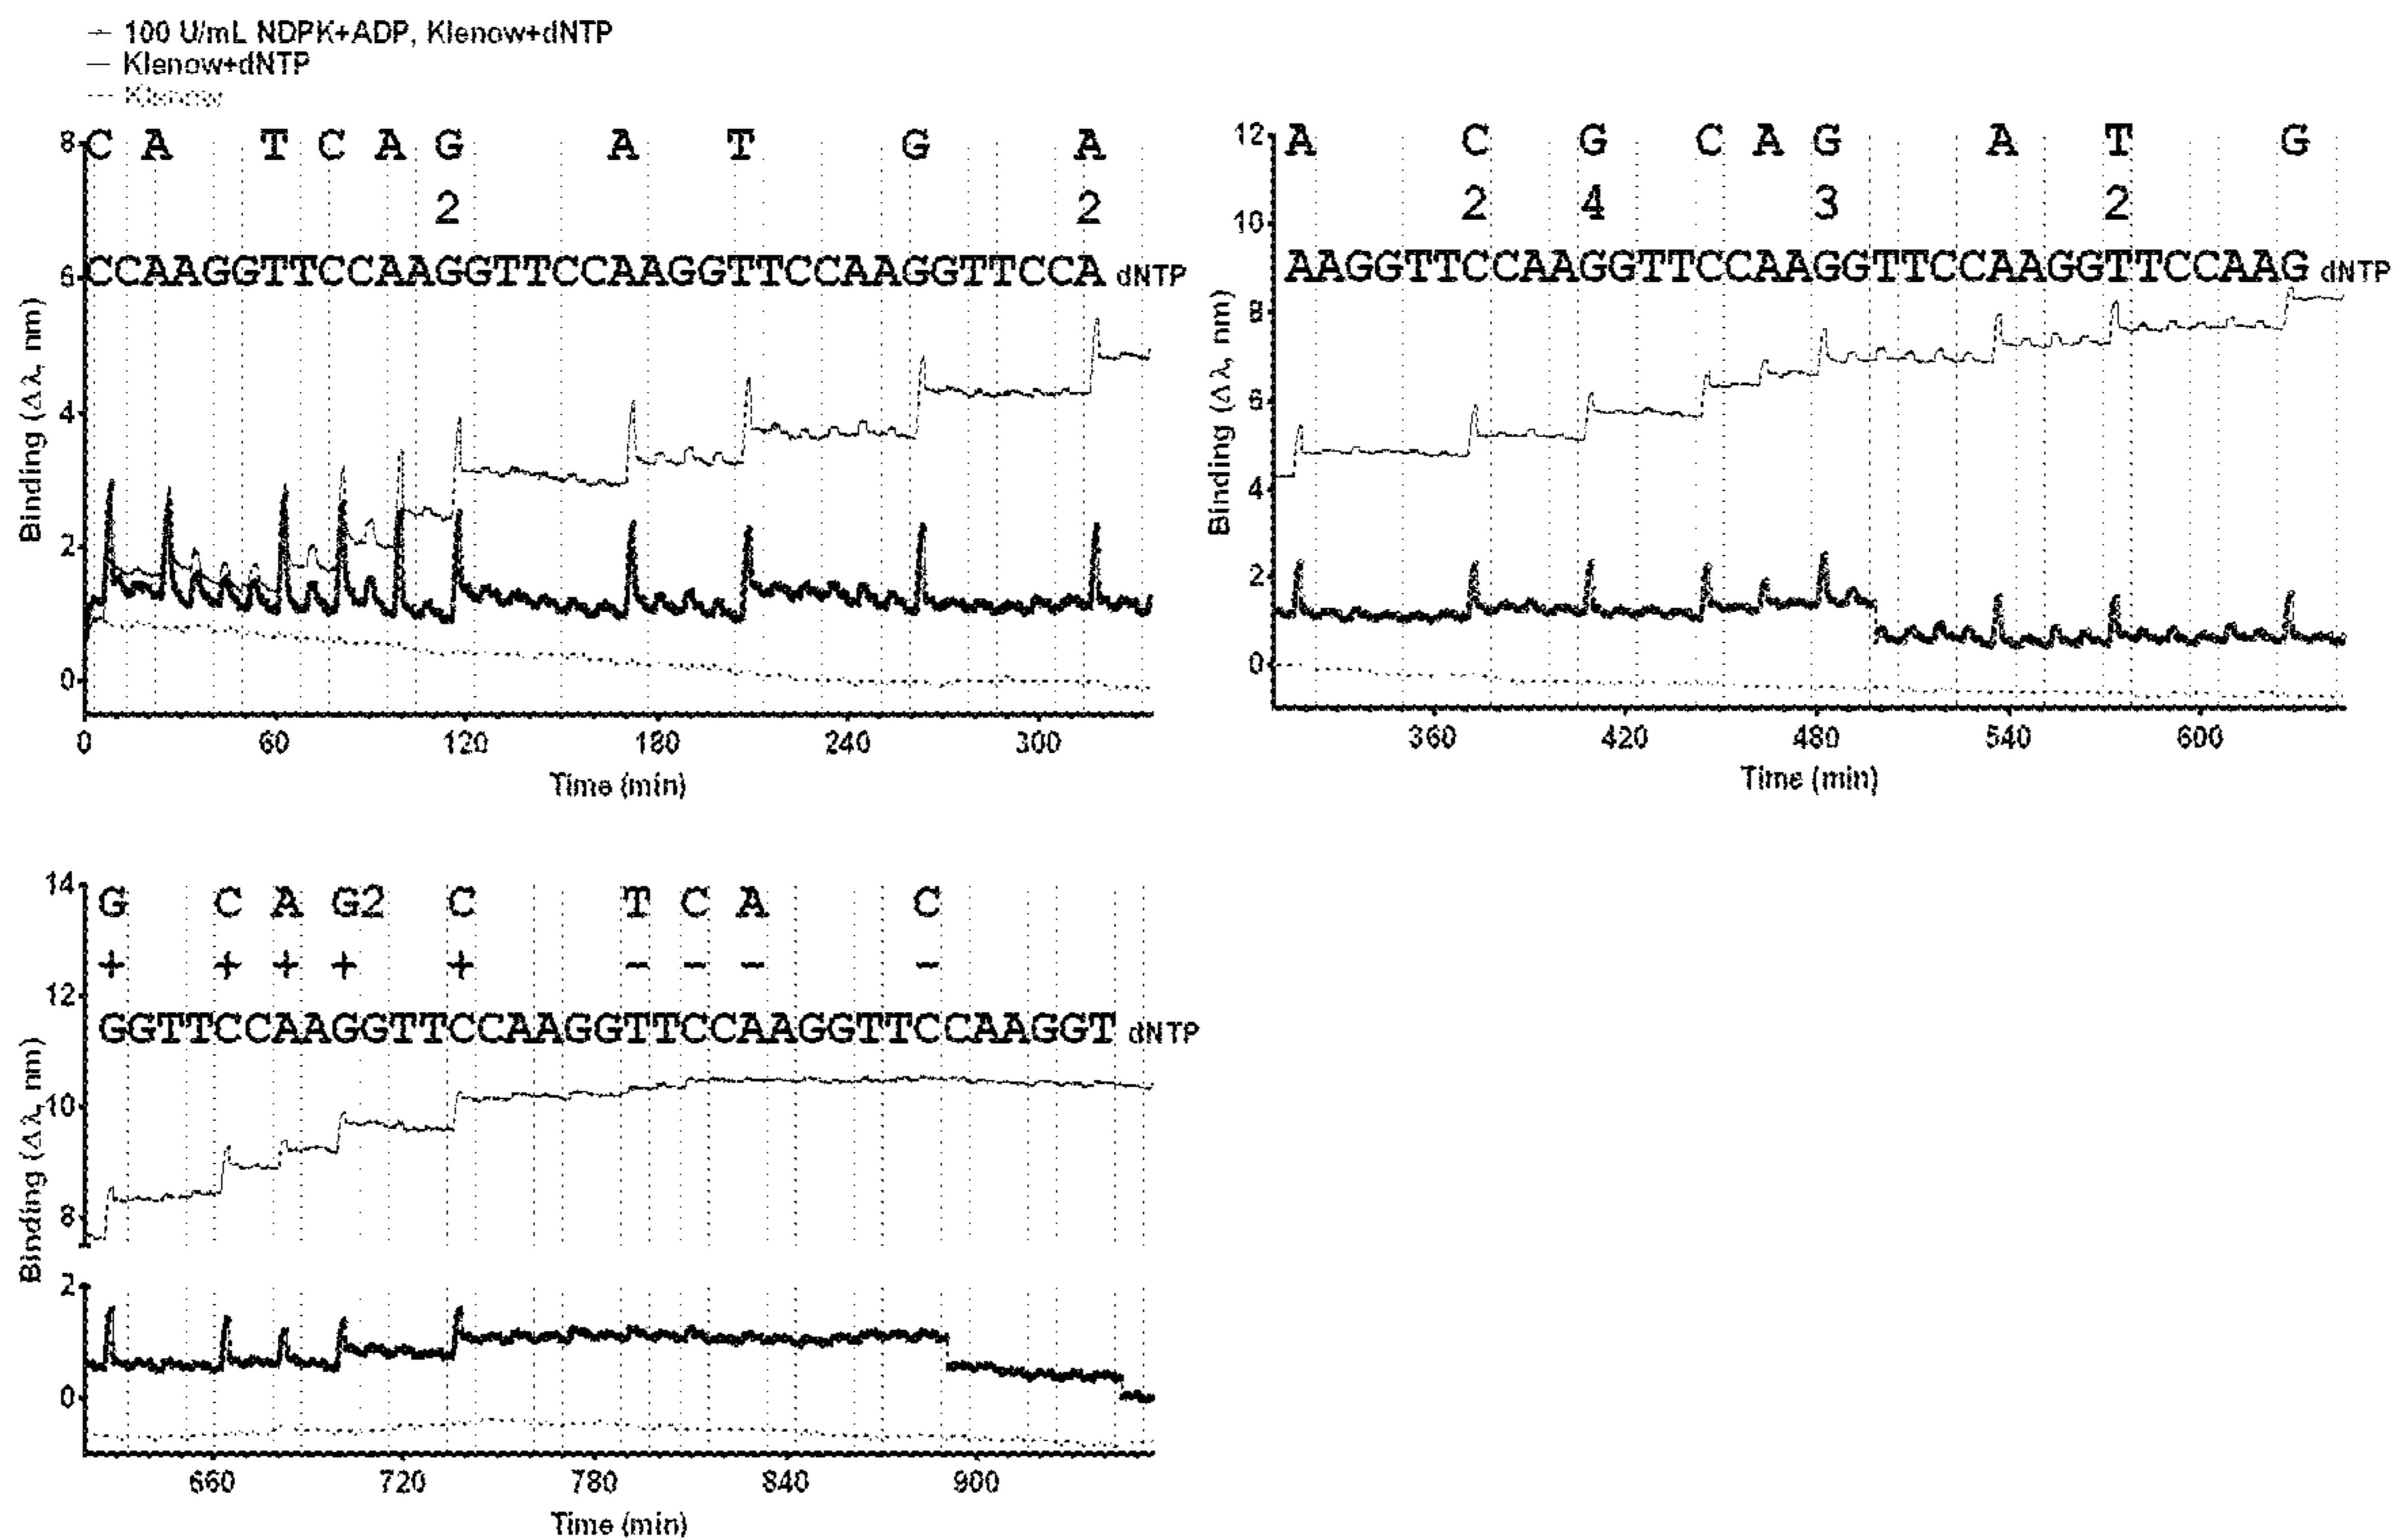 100 U/mL NDPK+ADP, Klenow+dNTP
Klenow+dNTP
Klenow
8 C A T C A G A T G A
2 2
6 CCAAGGTTCCAAGGTTCCAAGGTTCCAAGGTTCCA dNTP
4
2
0
Binding (Δλ, nm)
0 60 120 180 240 300
Time (min)
12 A C G C A G A T G
2 4 3 2
10
AAGGTTCCAAGGTTCCAAGGTTCCAAGGTTCCAAG dNTP
8
6
4
2
0
Binding (Δλ, nm)
360 420 480 540 600
Time (min)
14 G C A G2 C T C A C
+ + + + + − − − −
12
GGTTCCAAGGTTCCAAGGTTCCAAGGTTCCAAGGT dNTP
10
8
2
0
Binding (Δλ, nm)
660 720 780 840 900
Time (min)